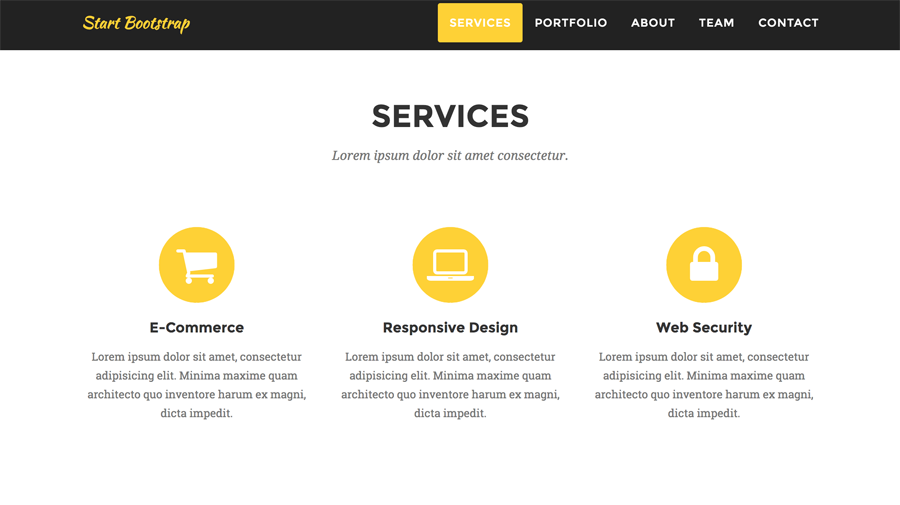 Start Bootstrap
SERVICES PORTFOLIO ABOUT TEAM CONTACT
SERVICES
Lorem ipsum dolor sit amet consectetur.
E-Commerce
Lorem ipsum dolor sit amet, consectetur
adipisicing elit. Minima maxime quam
architecto quo inventore harum ex magni,
dicta impedit.
Responsive Design
Lorem ipsum dolor sit amet, consectetur
adipisicing elit. Minima maxime quam
architecto quo inventore harum ex magni,
dicta impedit.
Web Security
Lorem ipsum dolor sit amet, consectetur
adipisicing elit. Minima maxime quam
architecto quo inventore harum ex magni,
dicta impedit.